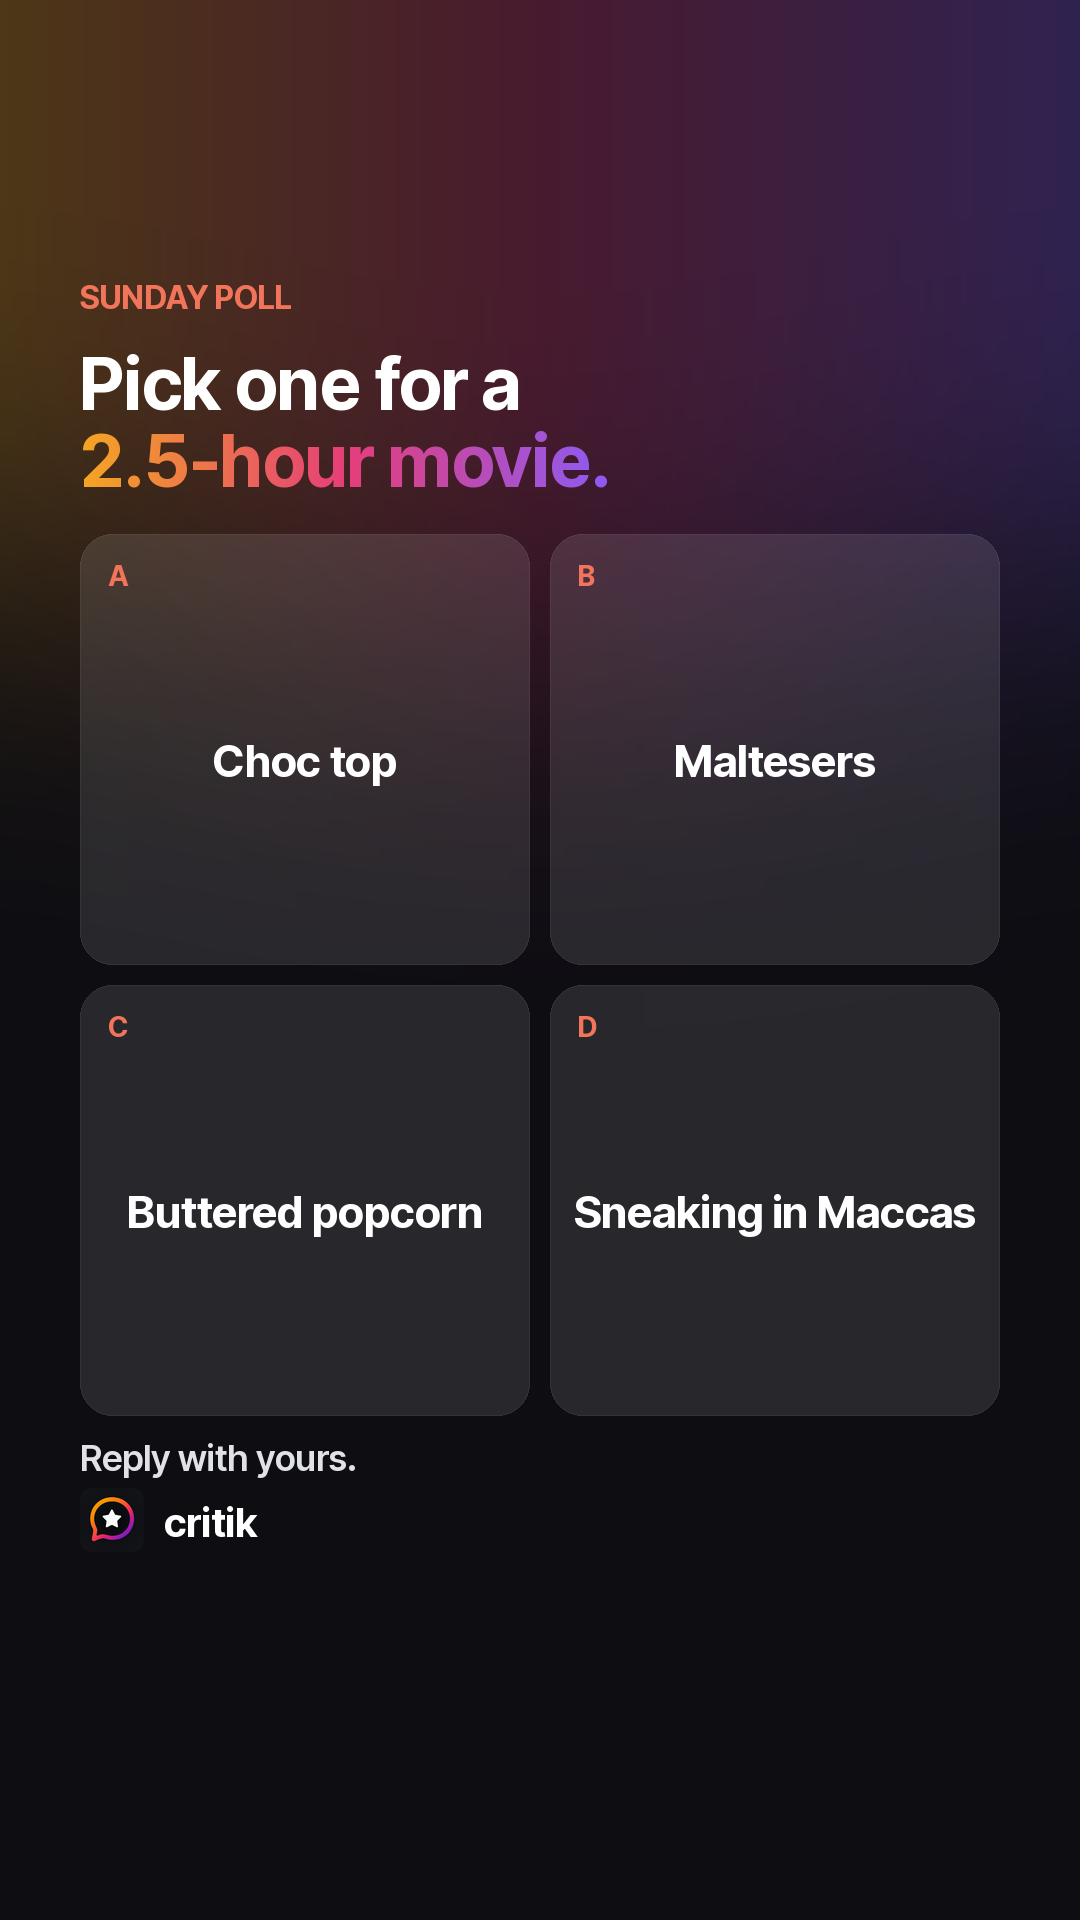 SUNDAY POLL
Pick one for a
2.5-hour movie.
A
Choc top
B
Maltesers
C
Buttered popcorn
D
Sneaking in Maccas
Reply with yours.
critik